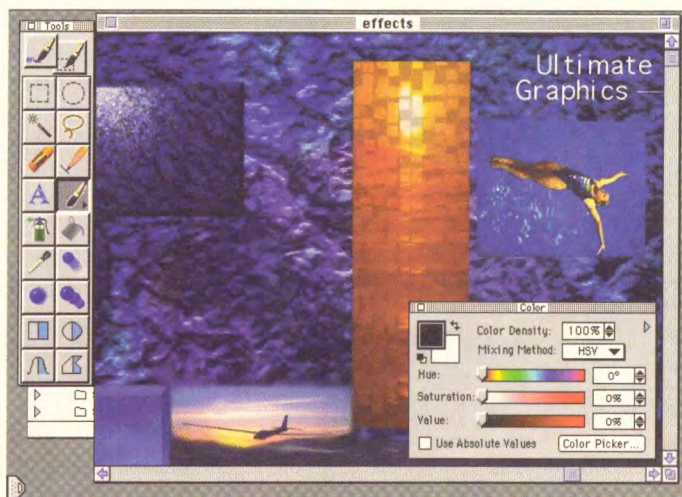 Tools
effects
Ultimate
Graphics —
A
Color
Color Density: 100%
Mixing Method: HSV
Hue: 0°
Saturation: 0%
Value: 0%
Use Absolute Values
Color Picker...